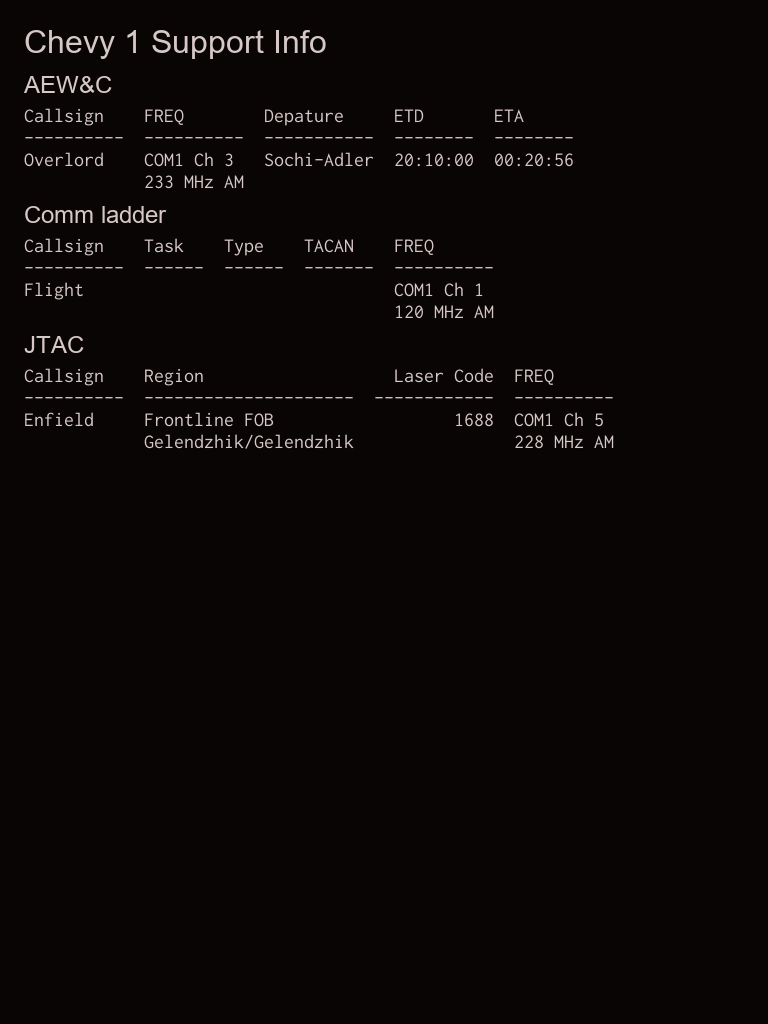 Chevy 1 Support Info
AEW&C
Callsign    FREQ        Depature     ETD       ETA
----------  ----------  -----------  --------  --------
Overlord    COM1 Ch 3   Sochi-Adler  20:10:00  00:20:56
            233 MHz AM
Comm ladder
Callsign    Task    Type    TACAN    FREQ
----------  ------  ------  -------  ----------
Flight                               COM1 Ch 1
                                     120 MHz AM
JTAC
Callsign    Region                   Laser Code  FREQ
----------  ---------------------  ------------  ----------
Enfield     Frontline FOB                  1688  COM1 Ch 5
            Gelendzhik/Gelendzhik                228 MHz AM